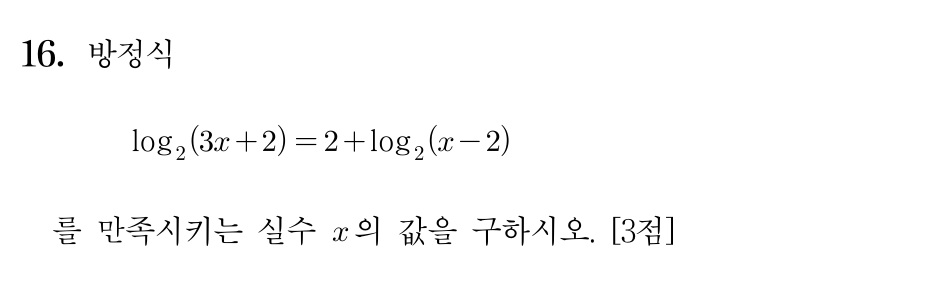 16. 방정식
log₂(3x+2)=2+log₂(x−2)
를 만족시키는 실수 x의 값을 구하시오. [3점]